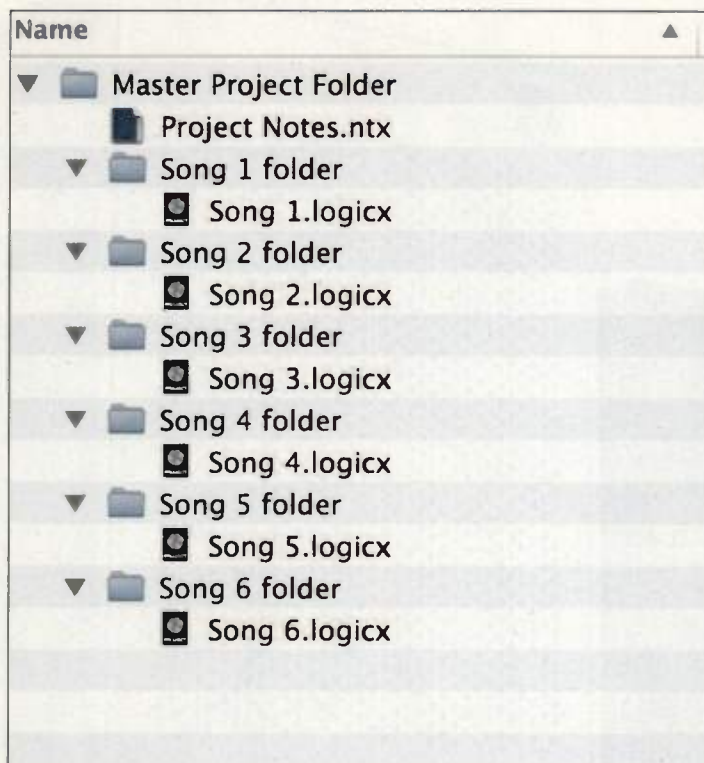 Name
Master Project Folder
Project Notes.ntx
Song 1 folder
Song 1.logicx
Song 2 folder
Song 2.logicx
Song 3 folder
Song 3.logicx
Song 4 folder
Song 4.logicx
Song 5 folder
Song 5.logicx
Song 6 folder
Song 6.logicx